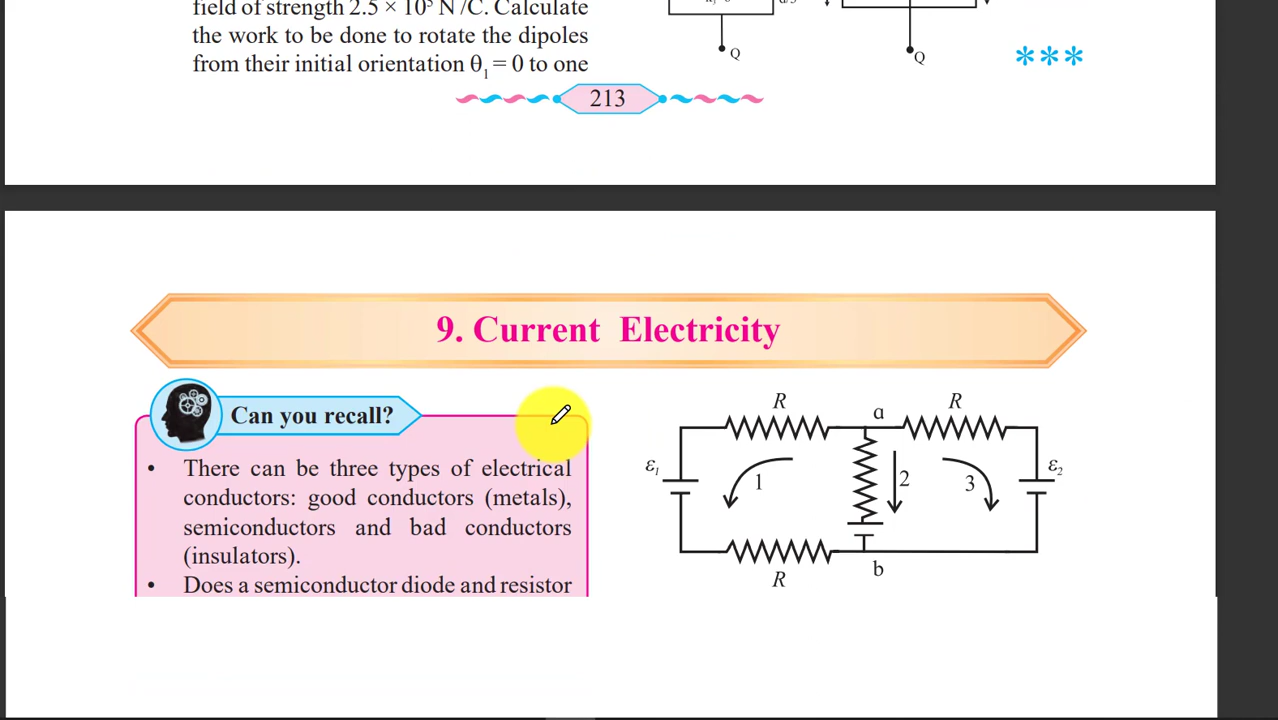 field of strength 2.5 × 10⁵ N /C. Calculate
the work to be done to rotate the dipoles
from their initial orientation θ₁ = 0 to one
Q
Q
***
213
9. Current Electricity
Can you recall?
• There can be three types of electrical
conductors: good conductors (metals),
semiconductors and bad conductors
(insulators).
• Does a semiconductor diode and resistor
R
a
R
ε₁
1
2
3
ε₂
b
R